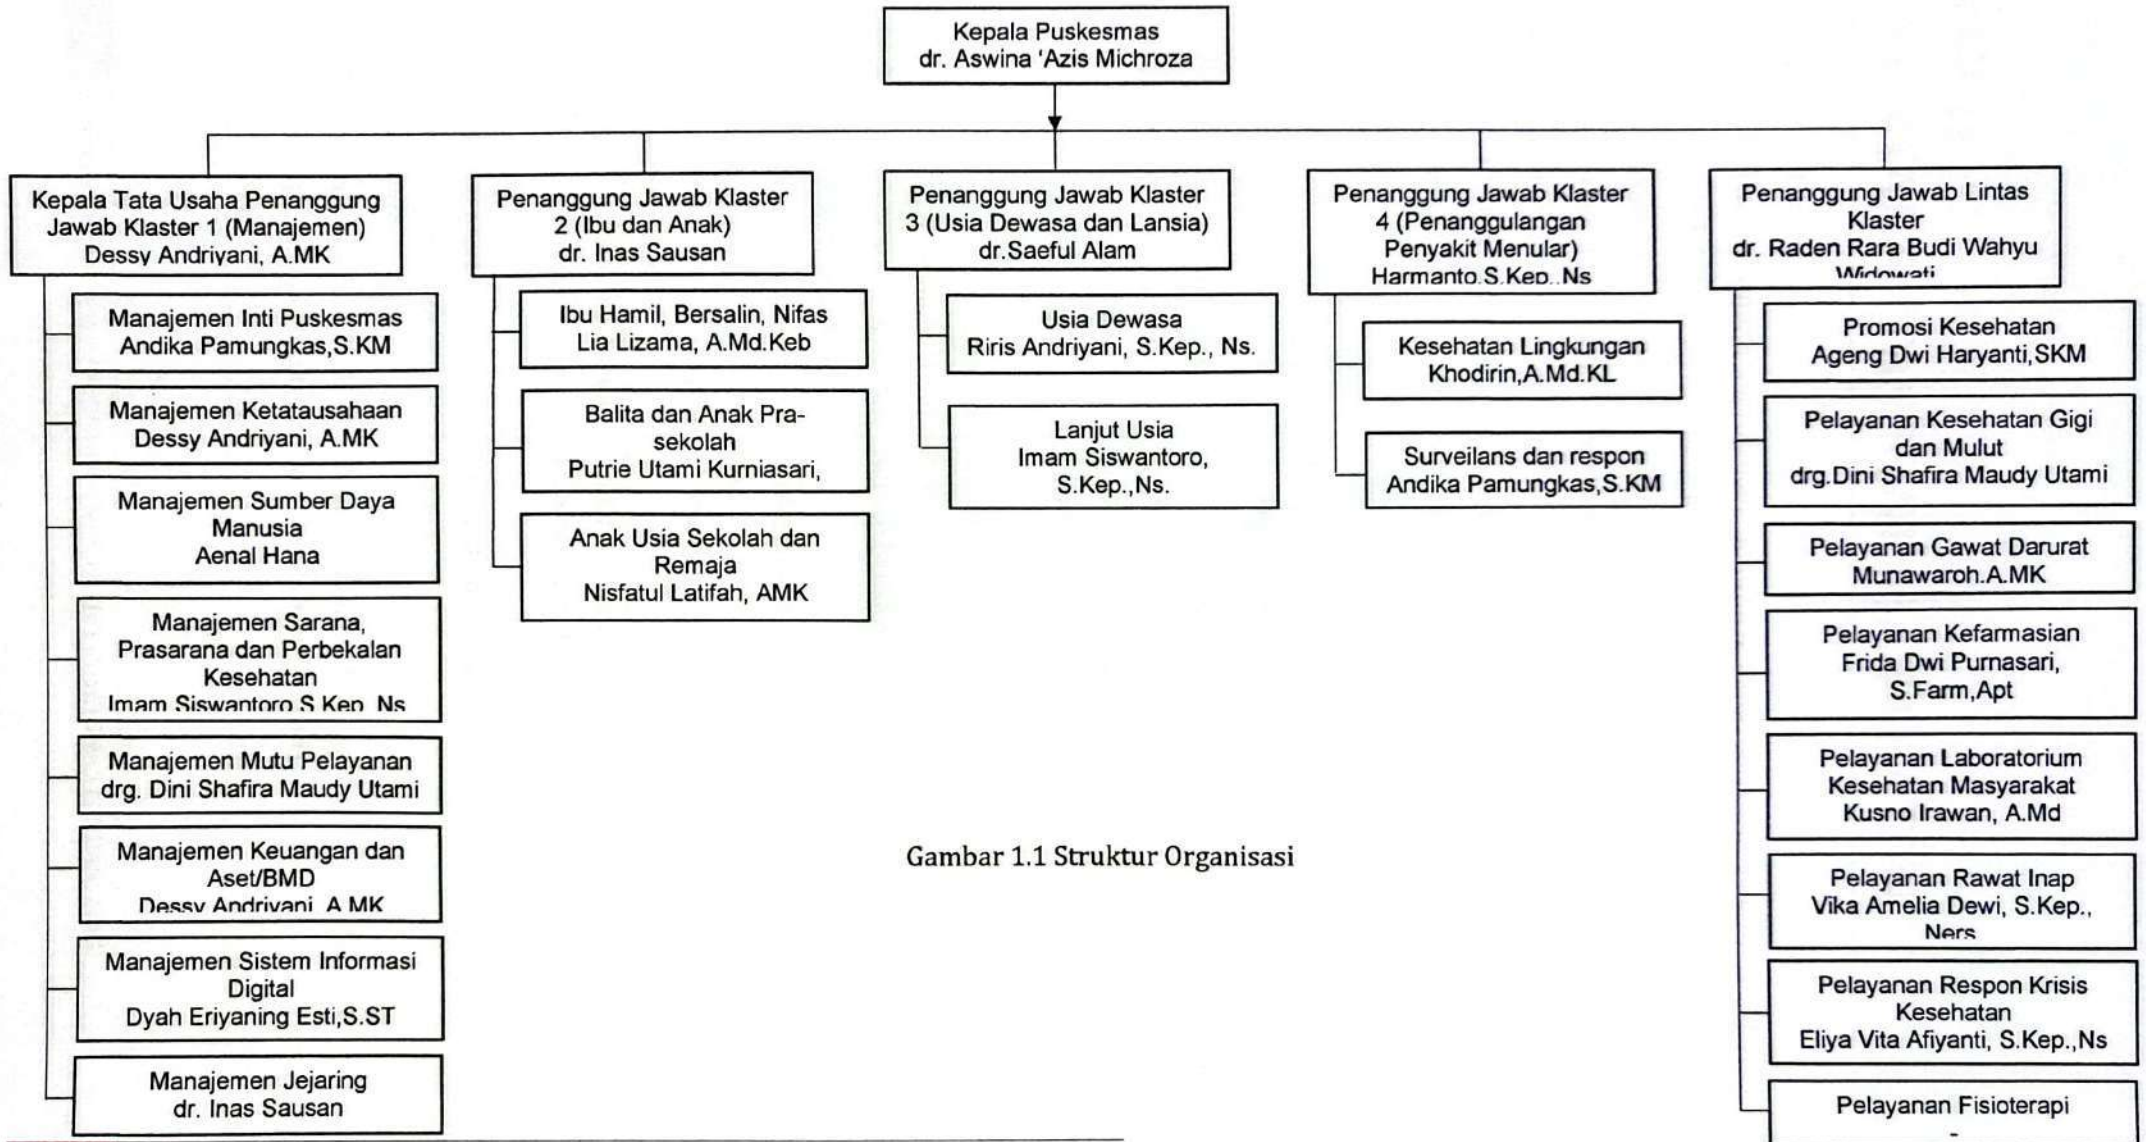 Kepala Puskesmas
dr. Aswina 'Azis Michroza
Kepala Tata Usaha Penanggung
Jawab Klaster 1 (Manajemen)
Dessy Andriyani, A.MK
Manajemen Inti Puskesmas
Andika Pamungkas,S.KM
Manajemen Ketatausahaan
Dessy Andriyani, A.MK
Manajemen Sumber Daya
Manusia
Aenal Hana
Manajemen Sarana,
Prasarana dan Perbekalan
Kesehatan
Imam Siswantoro S Kep Ns
Manajemen Mutu Pelayanan
drg. Dini Shafira Maudy Utami
Manajemen Keuangan dan
Aset/BMD
Dessy Andriyani A MK
Manajemen Sistem Informasi
Digital
Dyah Eriyaning Esti,S.ST
Manajemen Jejaring
dr. Inas Sausan
Penanggung Jawab Klaster
2 (Ibu dan Anak)
dr. Inas Sausan
Ibu Hamil, Bersalin, Nifas
Lia Lizama, A.Md.Keb
Balita dan Anak Pra-
sekolah
Putrie Utami Kurniasari,
Anak Usia Sekolah dan
Remaja
Nisfatul Latifah, AMK
Penanggung Jawab Klaster
3 (Usia Dewasa dan Lansia)
dr.Saeful Alam
Usia Dewasa
Riris Andriyani, S.Kep., Ns.
Lanjut Usia
Imam Siswantoro,
S.Kep.,Ns.
Penanggung Jawab Klaster
4 (Penanggulangan
Penyakit Menular)
Harmanto.S.Kep..Ns
Kesehatan Lingkungan
Khodirin,A.Md.KL
Surveilans dan respon
Andika Pamungkas,S.KM
Penanggung Jawab Lintas
Klaster
dr. Raden Rara Budi Wahyu
Widowati
Promosi Kesehatan
Ageng Dwi Haryanti,SKM
Pelayanan Kesehatan Gigi
dan Mulut
drg.Dini Shafira Maudy Utami
Pelayanan Gawat Darurat
Munawaroh.A.MK
Pelayanan Kefarmasian
Frida Dwi Purnasari,
S.Farm,Apt
Pelayanan Laboratorium
Kesehatan Masyarakat
Kusno Irawan, A.Md
Pelayanan Rawat Inap
Vika Amelia Dewi, S.Kep.,
Ners
Pelayanan Respon Krisis
Kesehatan
Eliya Vita Afiyanti, S.Kep.,Ns
Pelayanan Fisioterapi
-
Gambar 1.1 Struktur Organisasi